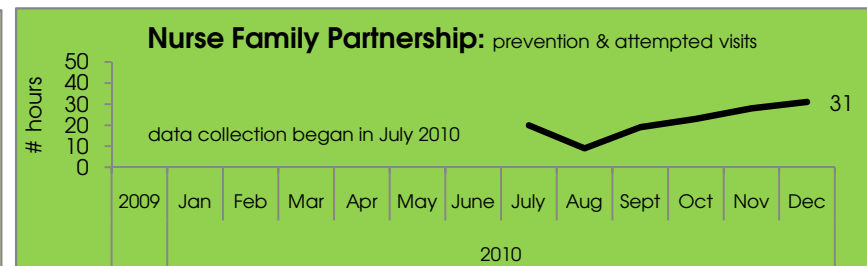 Nurse Family Partnership: prevention & attempted visits
50
40
30
20
10
0
# hours
data collection began in July 2010
31
2009 Jan Feb Mar Apr May June July Aug Sept Oct Nov Dec
2010